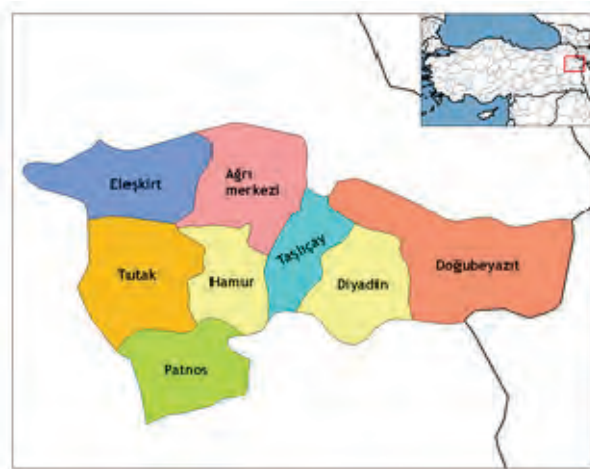 Eleşkirt
Ağrı
merkezi
Taşlıçay
Doğubeyazıt
Tutak
Hamur
Diyadin
Patnos